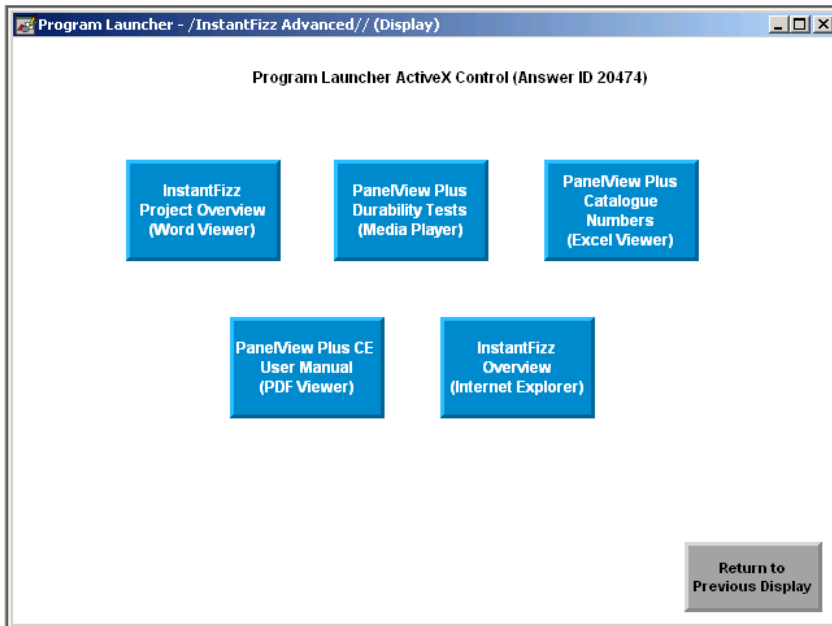 Program Launcher - /InstantFizz Advanced// (Display)
Program Launcher ActiveX Control (Answer ID 20474)
InstantFizz
Project Overview
(Word Viewer)
PanelView Plus
Durability Tests
(Media Player)
PanelView Plus
Catalogue
Numbers
(Excel Viewer)
PanelView Plus CE
User Manual
(PDF Viewer)
InstantFizz
Overview
(Internet Explorer)
Return to
Previous Display